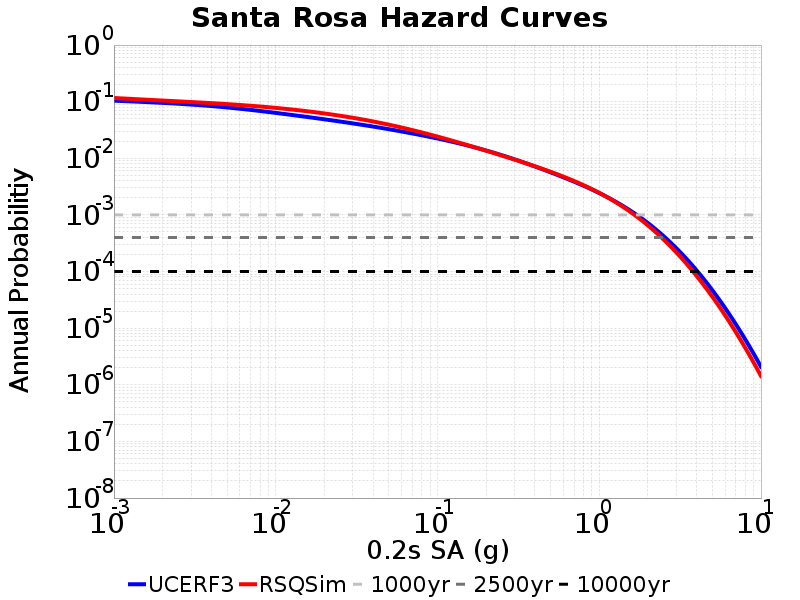 Santa Rosa Hazard Curves
10^0
10^-1
10^-2
10^-3
10^-4
10^-5
10^-6
10^-7
10^-8
Annual Probabilitiy
10^-3 10^-2 10^-1 10^0 10^1
0.2s SA (g)
UCERF3 RSQSim 1000yr 2500yr 10000yr